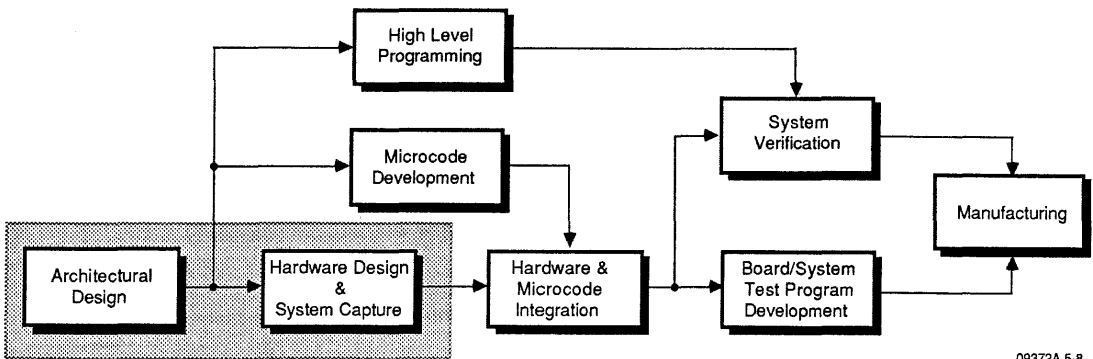 High Level
Programming
System
Verification
Microcode
Development
Manufacturing
Architectural
Design
Hardware Design
&
System Capture
Hardware &
Microcode
Integration
Board/System
Test Program
Development
09372A 5-8